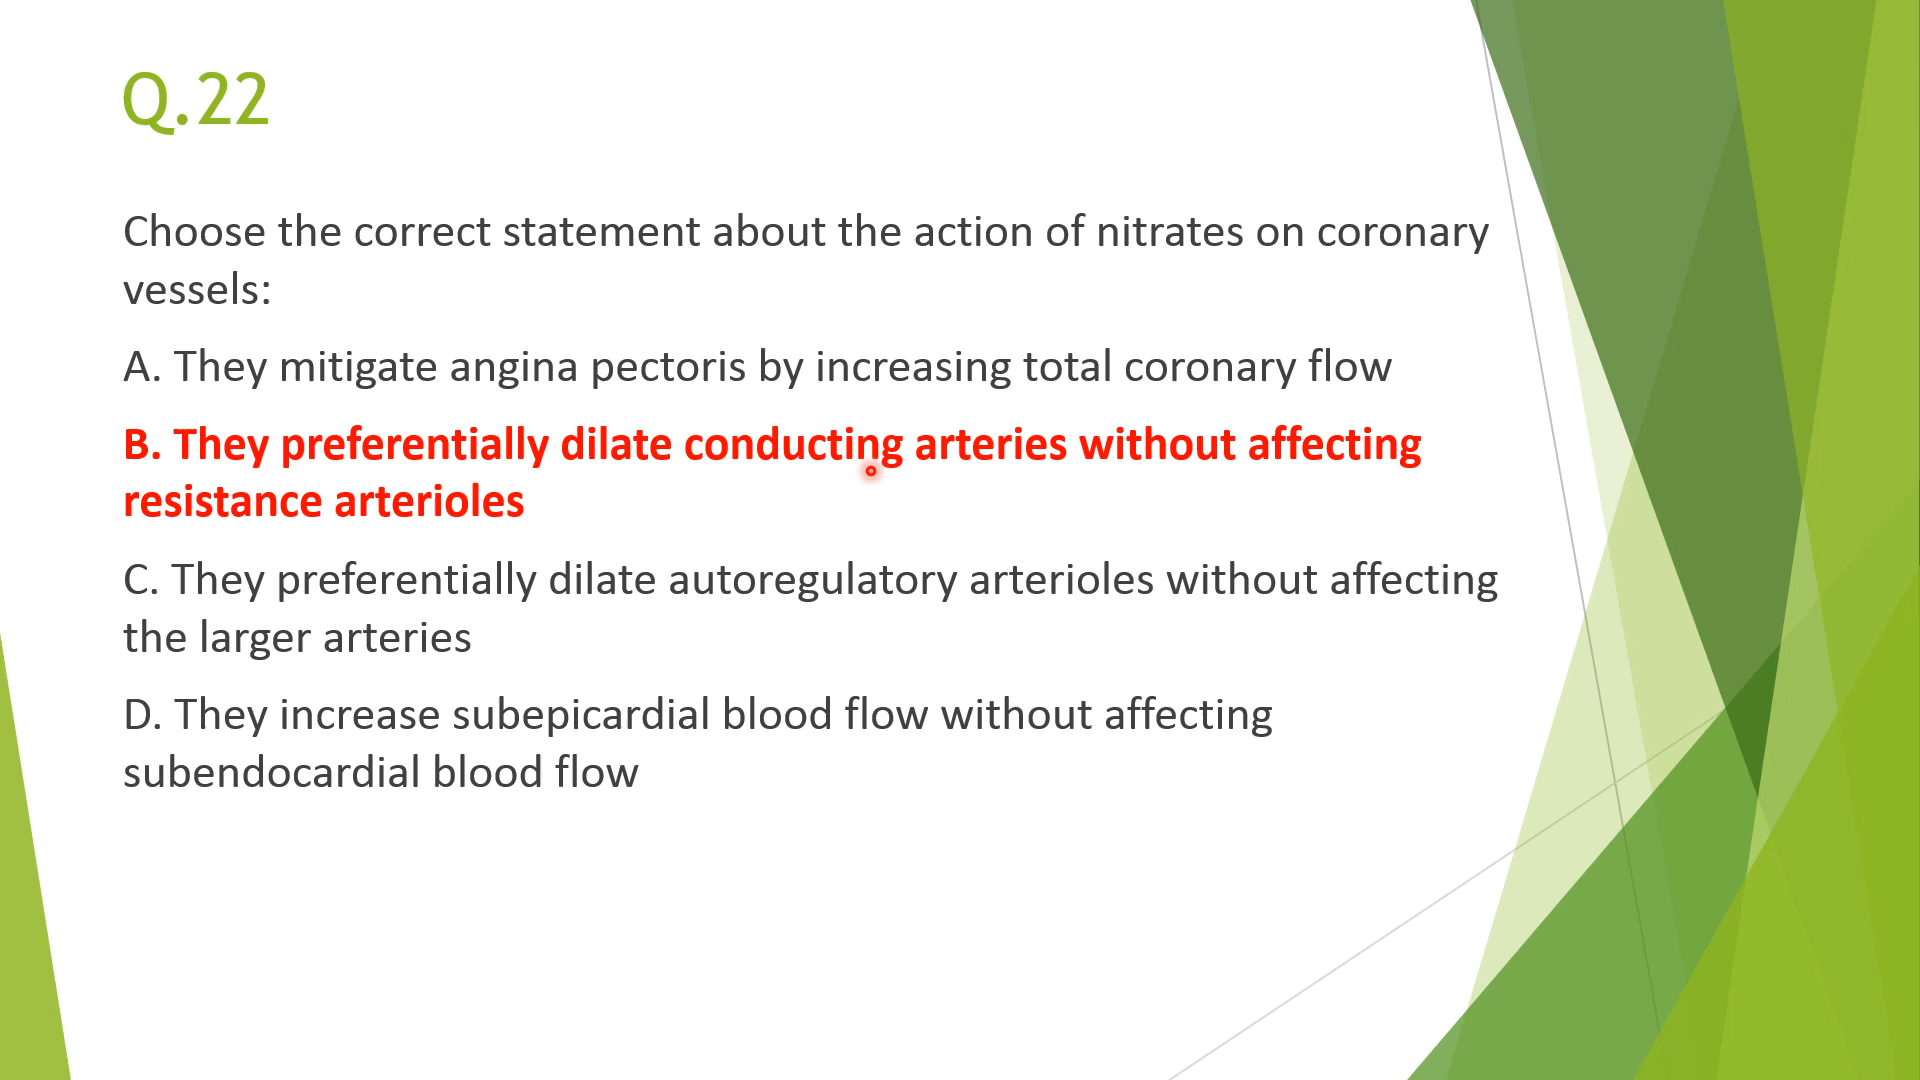 Q.22
Choose the correct statement about the action of nitrates on coronary
vessels:
A. They mitigate angina pectoris by increasing total coronary flow
B. They preferentially dilate conducting arteries without affecting
resistance arterioles
C. They preferentially dilate autoregulatory arterioles without affecting
the larger arteries
D. They increase subepicardial blood flow without affecting
subendocardial blood flow